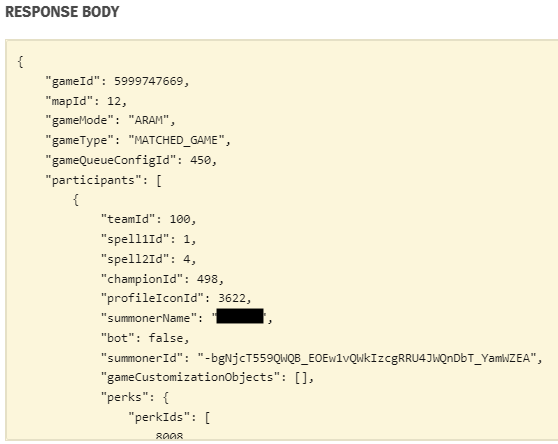 RESPONSE BODY
{
"gameId": 5999747669,
"mapId": 12,
"gameMode": "ARAM",
"gameType": "MATCHED_GAME",
"gameQueueConfigId": 450,
"participants": [
{
"teamId": 100,
"spell1Id": 1,
"spell2Id": 4,
"championId": 498,
"profileIconId": 3622,
"summonerName": "",
"bot": false,
"summonerId": "-bgNjcT559QWQB_EOEw1vQWkIzcgRRU4JWQnDbT_YamWZEA",
"gameCustomizationObjects": [],
"perks": {
"perkIds": [
8008